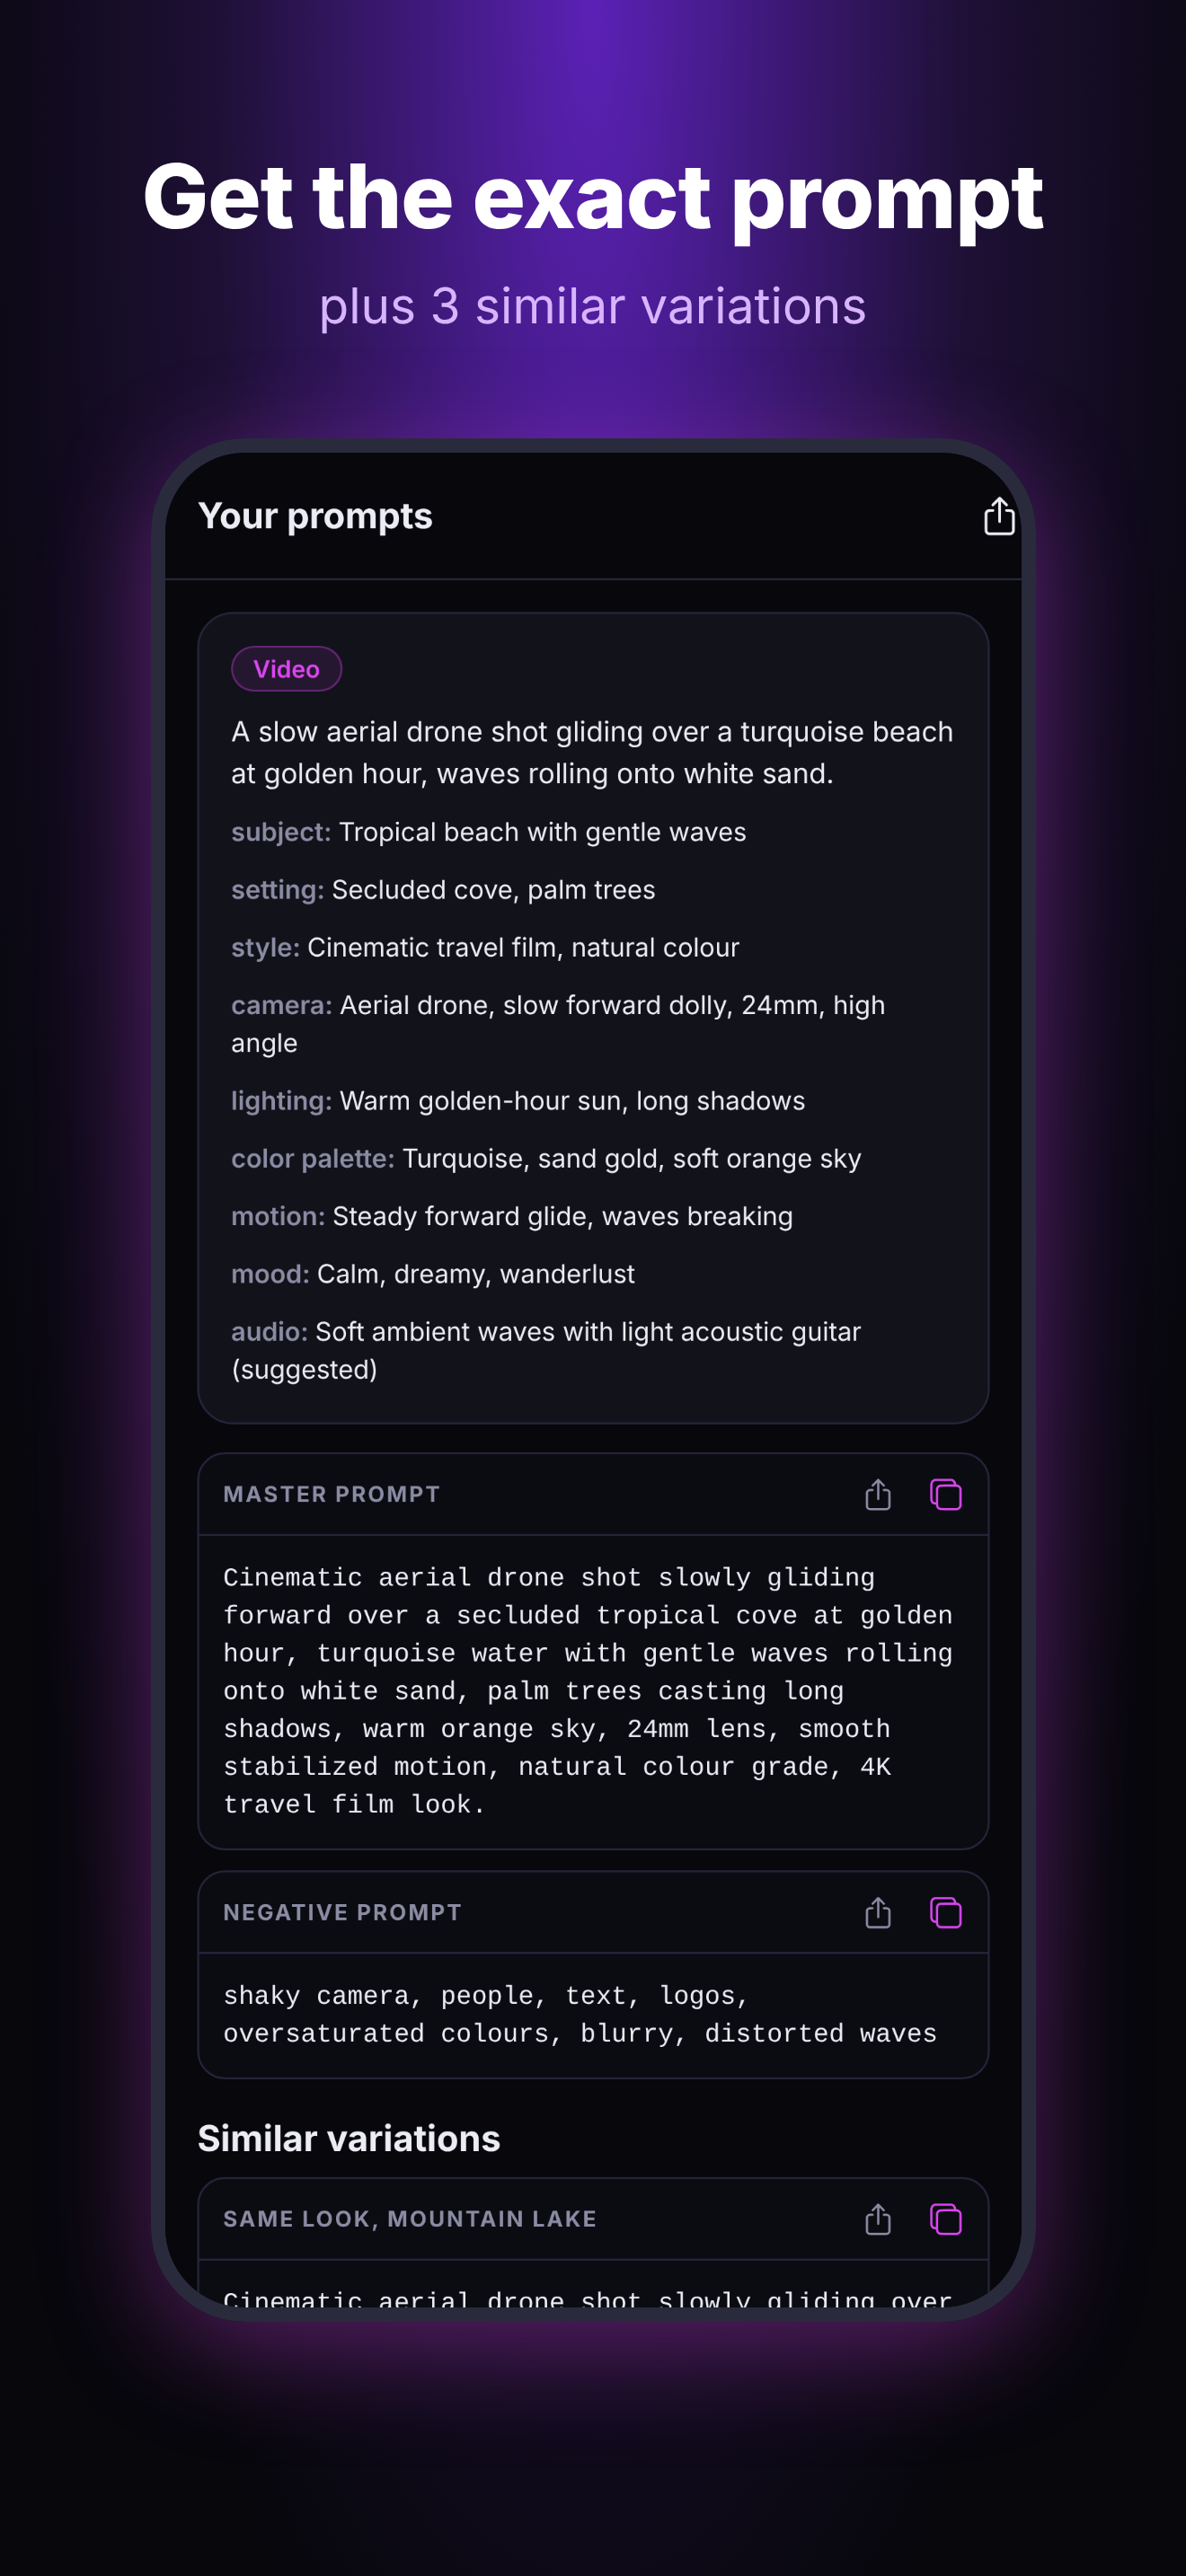 Get the exact prompt
plus 3 similar variations
Your prompts
Video
A slow aerial drone shot gliding over a turquoise beach
at golden hour, waves rolling onto white sand.
subject: Tropical beach with gentle waves
setting: Secluded cove, palm trees
style: Cinematic travel film, natural colour
camera: Aerial drone, slow forward dolly, 24mm, high
angle
lighting: Warm golden-hour sun, long shadows
color palette: Turquoise, sand gold, soft orange sky
motion: Steady forward glide, waves breaking
mood: Calm, dreamy, wanderlust
audio: Soft ambient waves with light acoustic guitar
(suggested)
MASTER PROMPT
Cinematic aerial drone shot slowly gliding
forward over a secluded tropical cove at golden
hour, turquoise water with gentle waves rolling
onto white sand, palm trees casting long
shadows, warm orange sky, 24mm lens, smooth
stabilized motion, natural colour grade, 4K
travel film look.
NEGATIVE PROMPT
shaky camera, people, text, logos,
oversaturated colours, blurry, distorted waves
Similar variations
SAME LOOK, MOUNTAIN LAKE
Cinematic aerial drone shot slowly gliding over